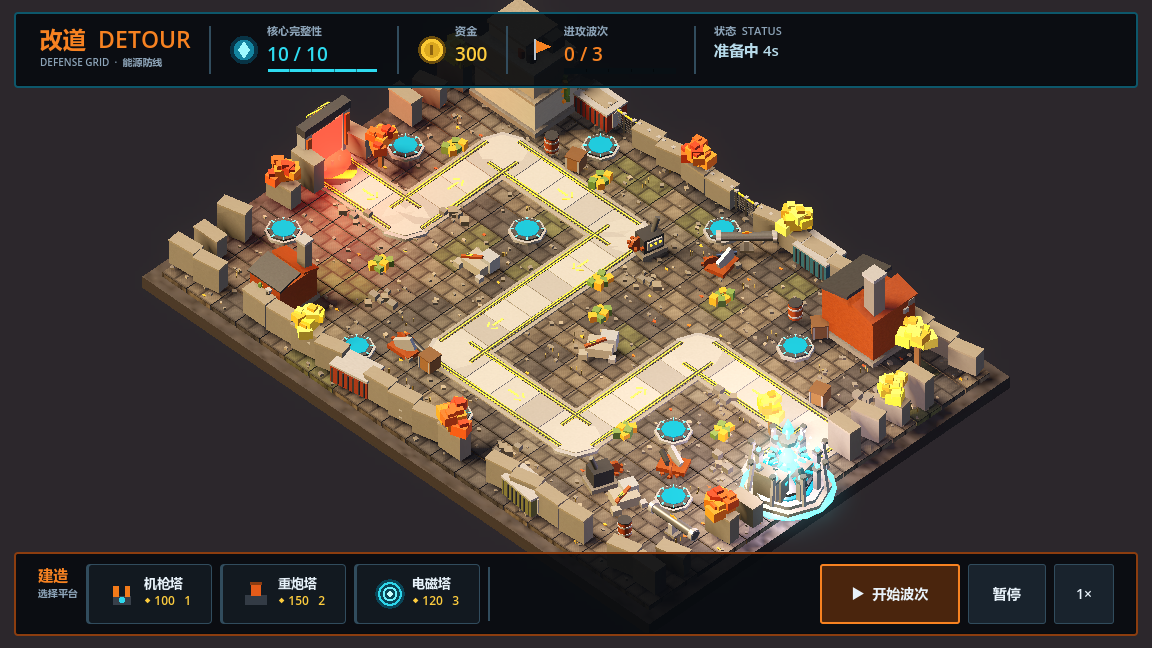 改道 DETOUR
DEFENSE GRID · 能源防线
核心完整性
10 / 10
资金
300
进攻波次
0 / 3
状态 STATUS
准备中 4s
建造
选择平台
机枪塔
100 1
重炮塔
150 2
电磁塔
120 3
▶ 开始波次
暂停
1×